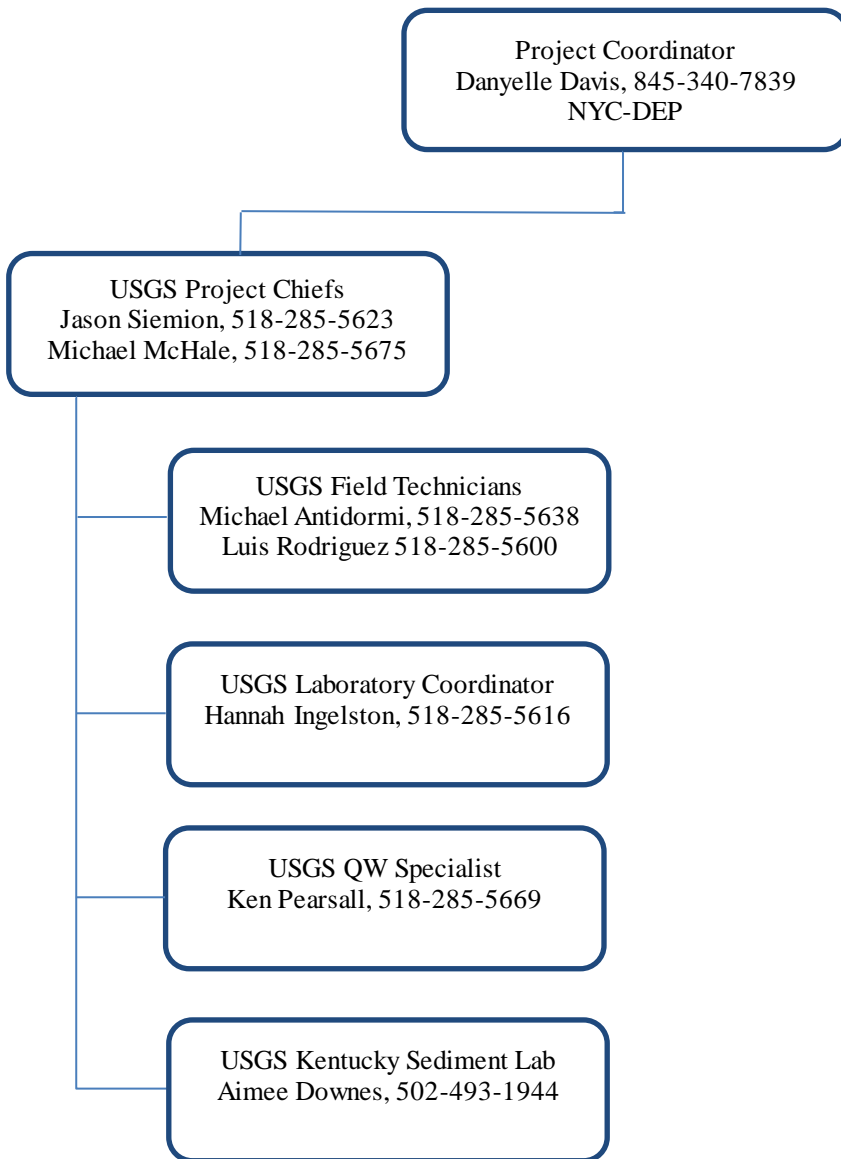 Project Coordinator
Danyelle Davis, 845-340-7839
NYC-DEP
USGS Project Chiefs
Jason Siemion, 518-285-5623
Michael McHale, 518-285-5675
USGS Field Technicians
Michael Antidormi, 518-285-5638
Luis Rodriguez 518-285-5600
USGS Laboratory Coordinator
Hannah Ingelston, 518-285-5616
USGS QW Specialist
Ken Pearsall, 518-285-5669
USGS Kentucky Sediment Lab
Aimee Downes, 502-493-1944